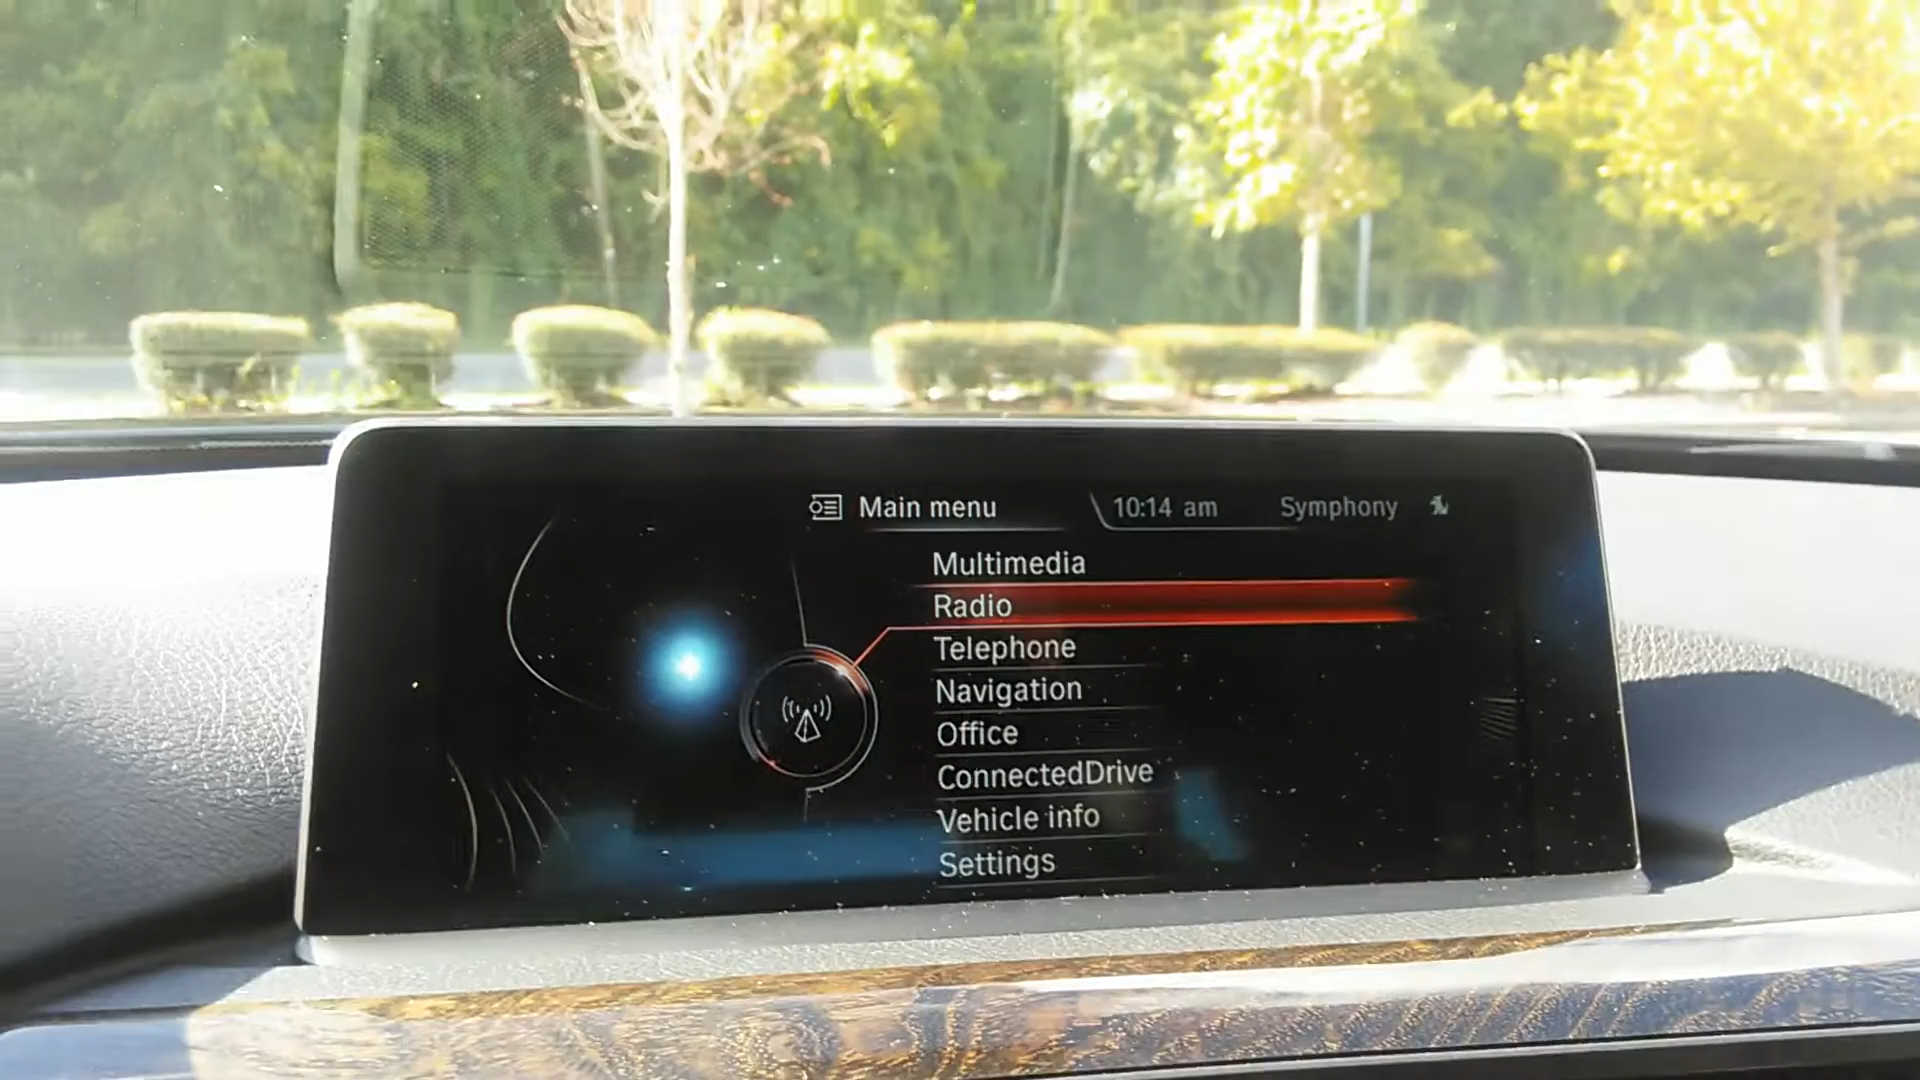 Main menu 10:14 am Symphony
Multimedia
Radio
Telephone
Navigation
Office
ConnectedDrive
Vehicle info
Settings